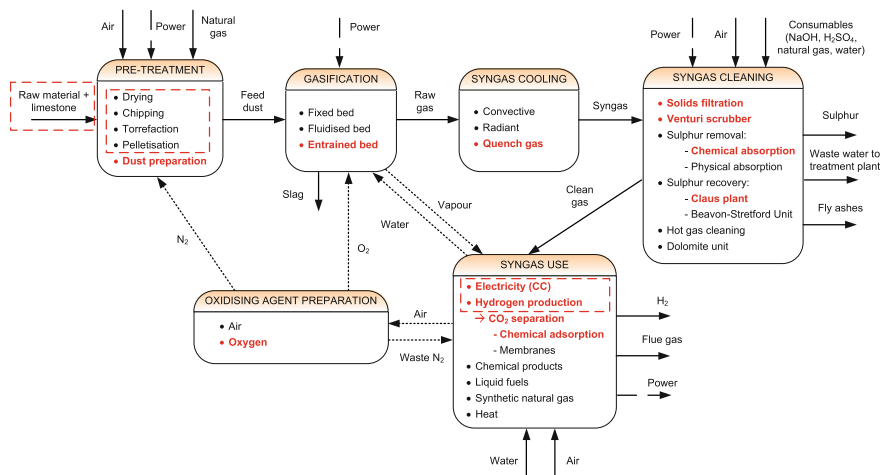 Air
Power
Natural
gas
Power
Power
Air
Consumables
(NaOH, H₂SO₄,
natural gas, water)
PRE-TREATMENT
Raw material +
limestone
• Drying
• Chipping
• Torrefaction
• Pelletisation
• Dust preparation
Feed
dust
GASIFICATION
• Fixed bed
• Fluidised bed
• Entrained bed
Raw
gas
SYNGAS COOLING
• Convective
• Radiant
• Quench gas
Syngas
SYNGAS CLEANING
• Solids filtration
• Venturi scrubber
• Sulphur removal:
- Chemical absorption
- Physical absorption
• Sulphur recovery:
- Claus plant
- Beavon-Stretford Unit
• Hot gas cleaning
• Dolomite unit
Sulphur
Waste water to
treatment plant
Fly ashes
Slag
Vapour
Water
Clean
gas
N₂
O₂
OXIDISING AGENT PREPARATION
• Air
• Oxygen
Air
Waste N₂
SYNGAS USE
• Electricity (CC)
• Hydrogen production
→ CO₂ separation
- Chemical adsorption
- Membranes
• Chemical products
• Liquid fuels
• Synthetic natural gas
• Heat
H₂
Flue gas
Power
Water
Air